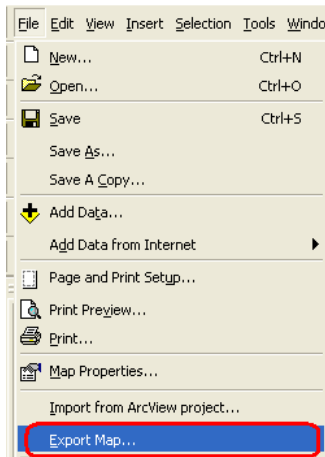 File Edit View Insert Selection Tools Windo
New... Ctrl+N
Open... Ctrl+O
Save Ctrl+S
Save As...
Save A Copy...
Add Data...
Add Data from Internet
Page and Print Setup...
Print Preview...
Print...
Map Properties...
Import from ArcView project...
Export Map...